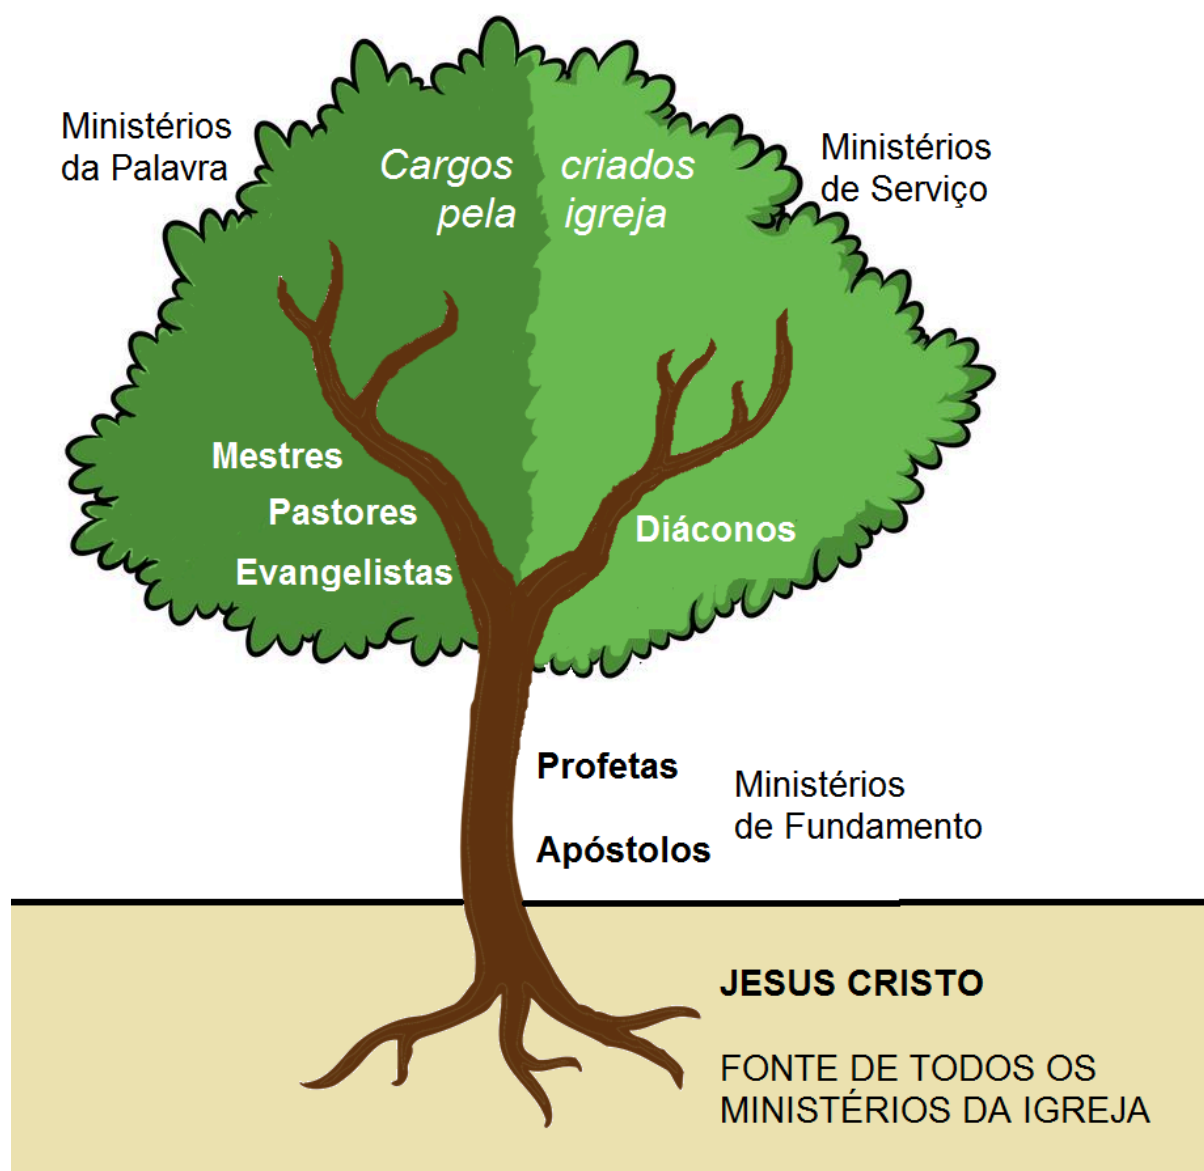 Ministérios
da Palavra
Cargos criados
pela igreja
Ministérios
de Serviço
Mestres
Pastores
Evangelistas
Diáconos
Profetas
Apóstolos
Ministérios
de Fundamento
JESUS CRISTO
FONTE DE TODOS OS
MINISTÉRIOS DA IGREJA